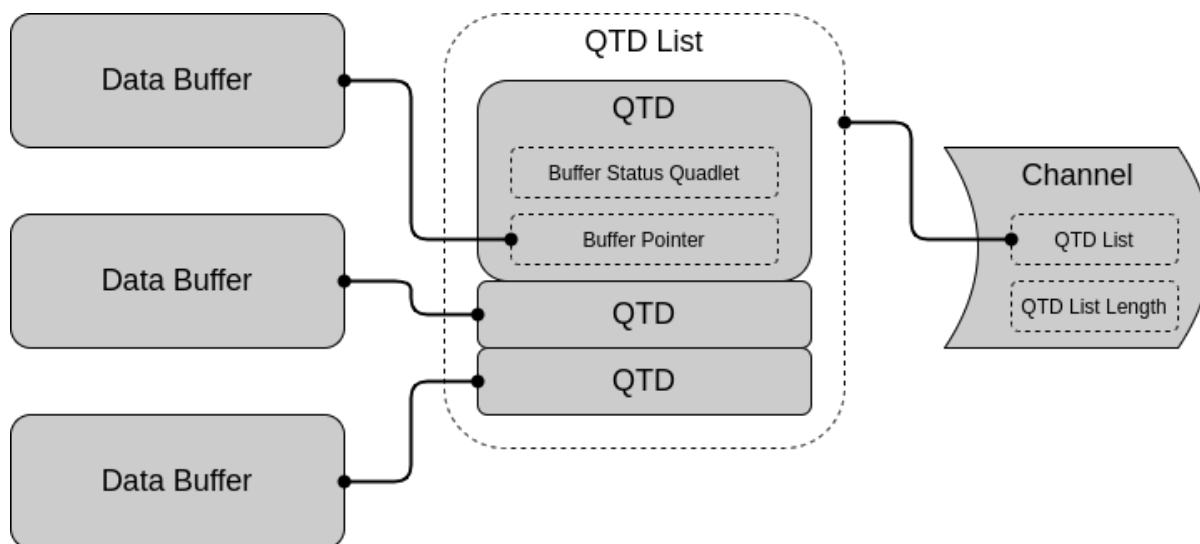 Data Buffer
Data Buffer
Data Buffer
QTD List
QTD
Buffer Status Quadlet
Buffer Pointer
QTD
QTD
Channel
QTD List
QTD List Length